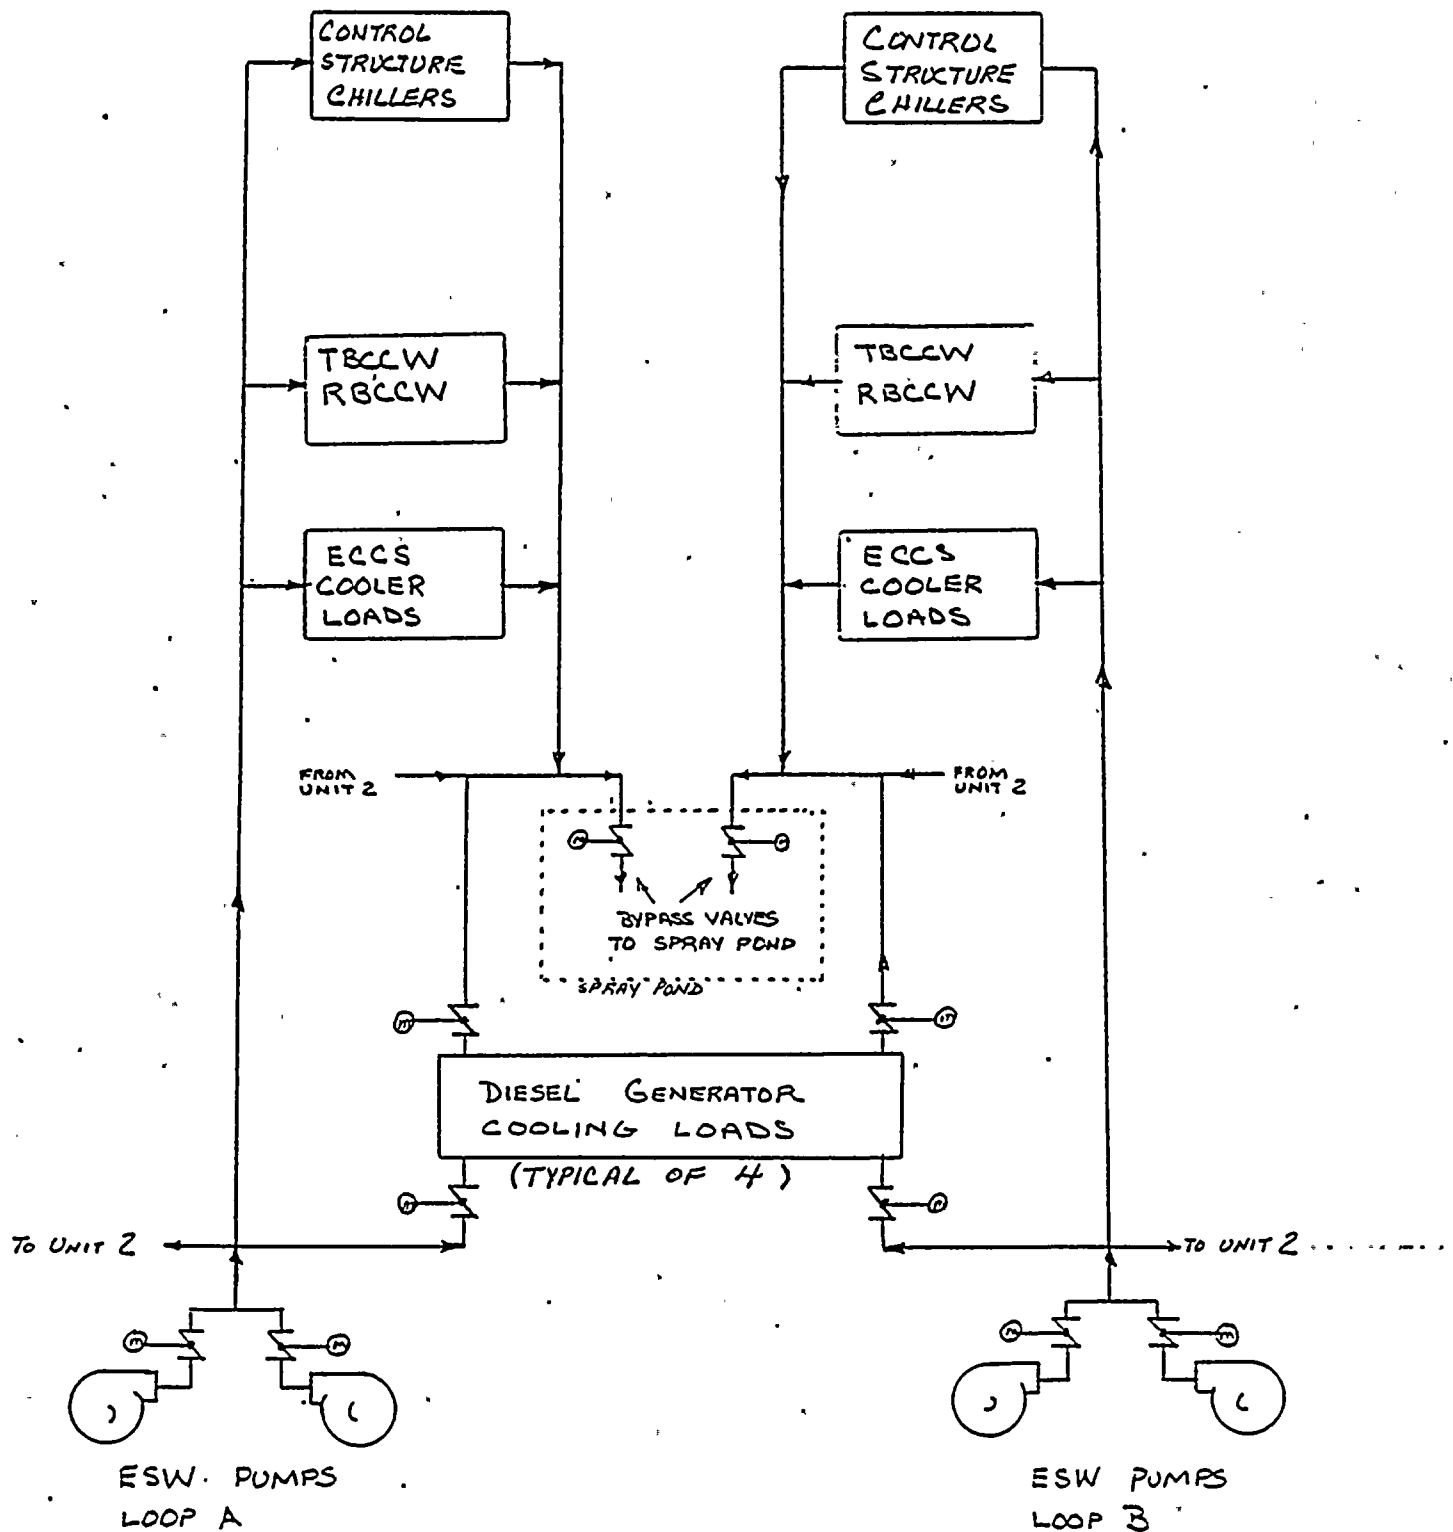 CONTROL
STRUCTURE
CHILLERS
CONTROL
STRUCTURE
CHILLERS
TBCCW
RBCCW
TBCCW
RBCCW
ECCS
COOLER
LOADS
ECCS
COOLER
LOADS
FROM
UNIT 2
FROM
UNIT 2
M
BYPASS VALVES
TO SPRAY POND
SPRAY POND
M
M
DIESEL GENERATOR
COOLING LOADS
(TYPICAL OF 4)
TO UNIT 2
TO UNIT 2
M
M
M
M
ESW PUMPS
LOOP A
ESW PUMPS
LOOP B